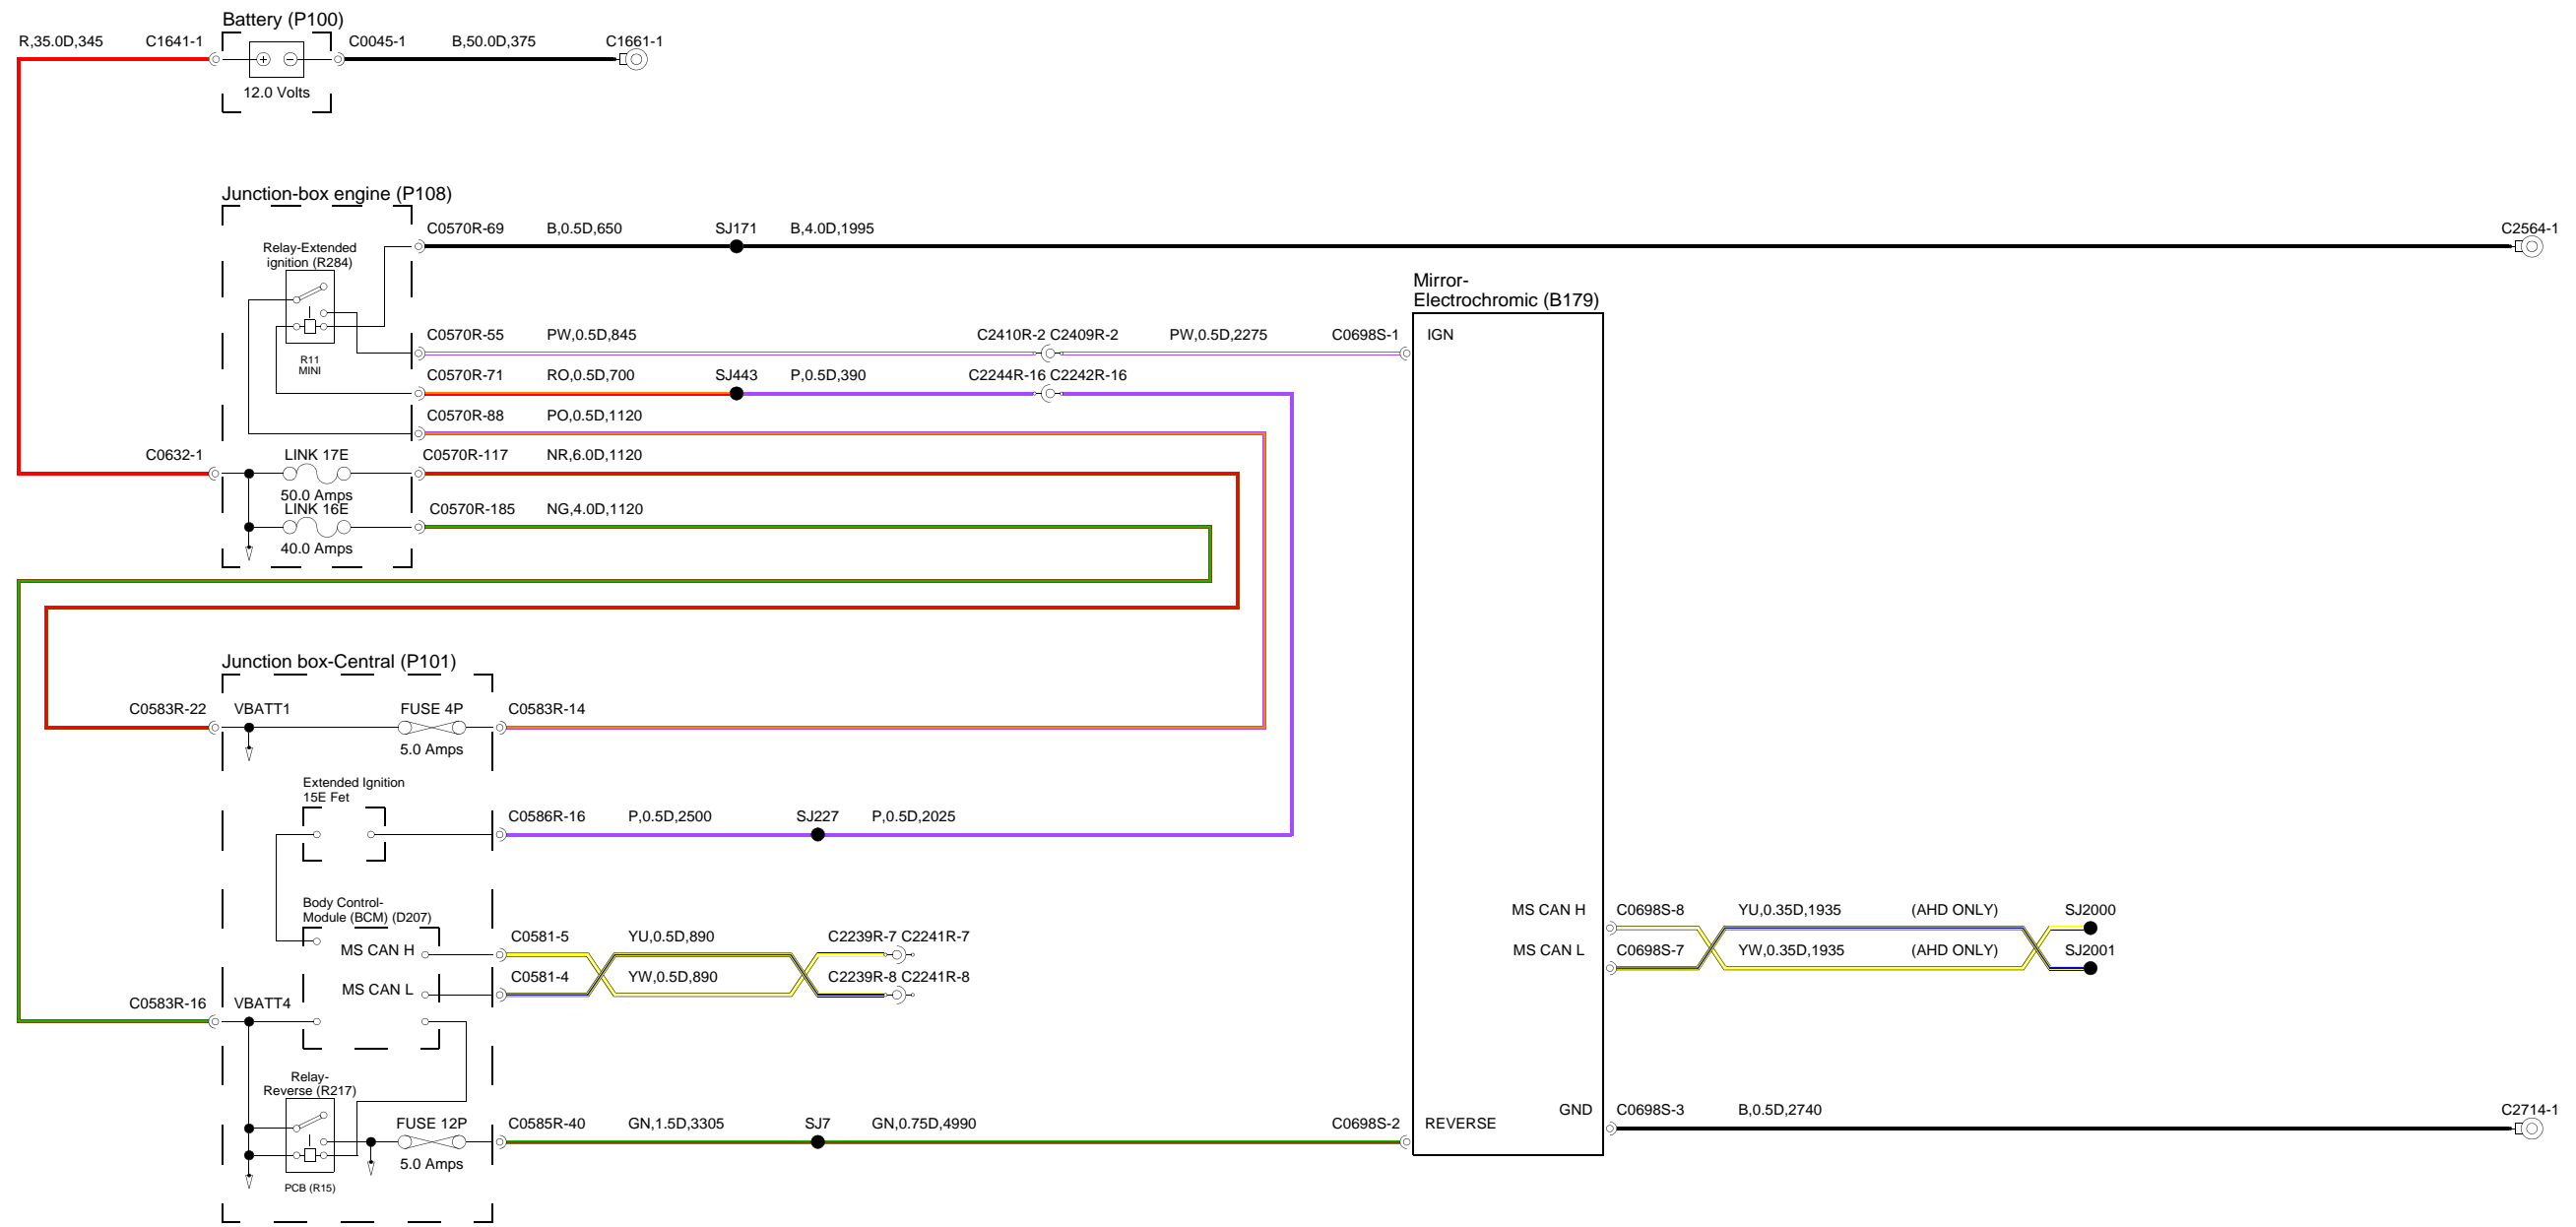 Battery (P100)
R,35.0D,345 C1641-1 C0045-1 B,50.0D,375 C1661-1
12.0 Volts
Junction-box engine (P108)
C0570R-69 B,0.5D,650 SJ171 B,4.0D,1995 C2564-1
Relay-Extended
ignition (R284)
Mirror-
Electrochromic (B179)
C0570R-55 PW,0.5D,845 C2410R-2 C2409R-2 PW,0.5D,2275 C0698S-1 IGN
R11
MINI
C0570R-71 RO,0.5D,700 SJ443 P,0.5D,390 C2244R-16 C2242R-16
C0570R-88 PO,0.5D,1120
C0632-1 LINK 17E C0570R-117 NR,6.0D,1120
50.0 Amps
LINK 16E C0570R-185 NG,4.0D,1120
40.0 Amps
Junction box-Central (P101)
C0583R-22 VBATT1 FUSE 4P C0583R-14
5.0 Amps
Extended Ignition
15E Fet
C0586R-16 P,0.5D,2500 SJ227 P,0.5D,2025
Body Control-
Module (BCM) (D207)
MS CAN H C0698S-8 YU,0.35D,1935 (AHD ONLY) SJ2000
MS CAN H C0581-5 YU,0.5D,890 C2239R-7 C2241R-7
MS CAN L C0698S-7 YW,0.35D,1935 (AHD ONLY) SJ2001
MS CAN L C0581-4 YW,0.5D,890 C2239R-8 C2241R-8
C0583R-16 VBATT4
Relay-
Reverse (R217)
GND C0698S-3 B,0.5D,2740 C2714-1
FUSE 12P C0585R-40 GN,1.5D,3305 SJ7 GN,0.75D,4990 C0698S-2 REVERSE
5.0 Amps
PCB (R15)